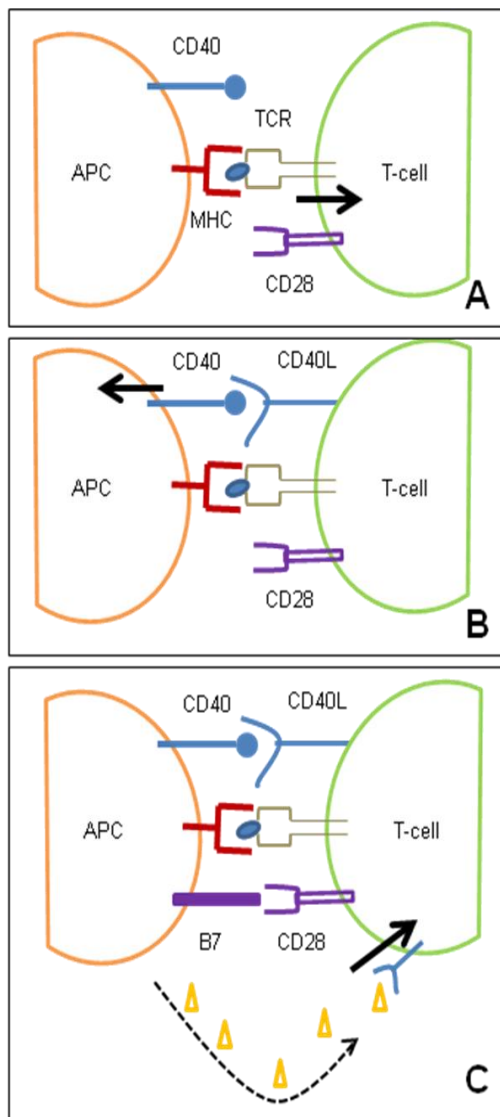 CD40
TCR
APC
T-cell
MHC
CD28
A
CD40
CD40L
APC
T-cell
CD28
B
CD40
CD40L
APC
T-cell
B7
CD28
C